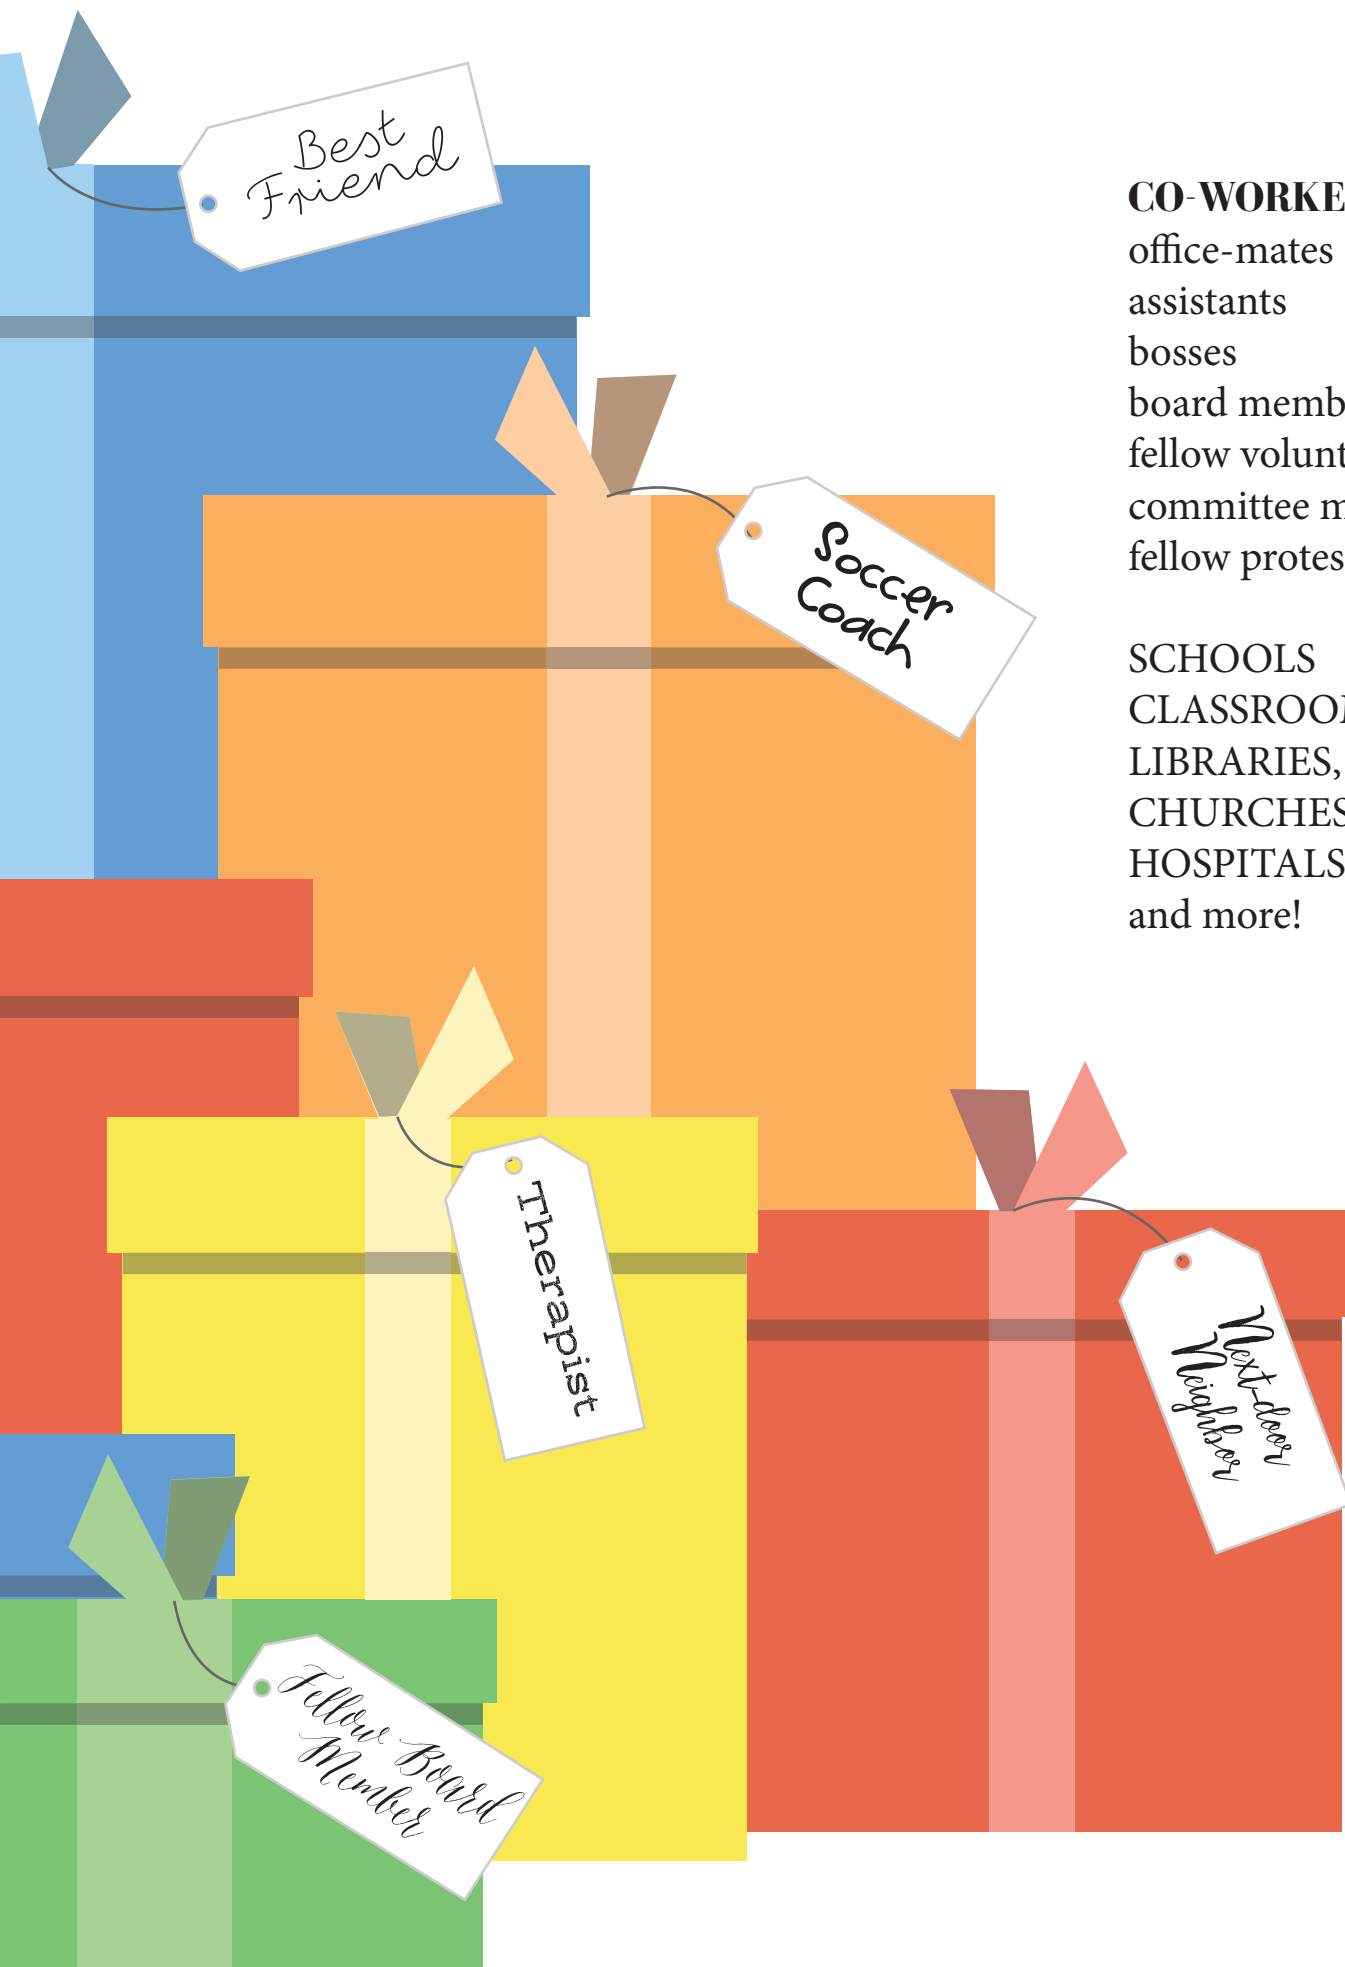 Best
Friend
Soccer
Coach
Therapist
Next-door
Neighbor
Fellow Board
Member
CO-WORKE
office-mates
assistants
bosses
board memb
fellow volunt
committee m
fellow protes
SCHOOLS
CLASSROO
LIBRARIES,
CHURCHES
HOSPITALS
and more!